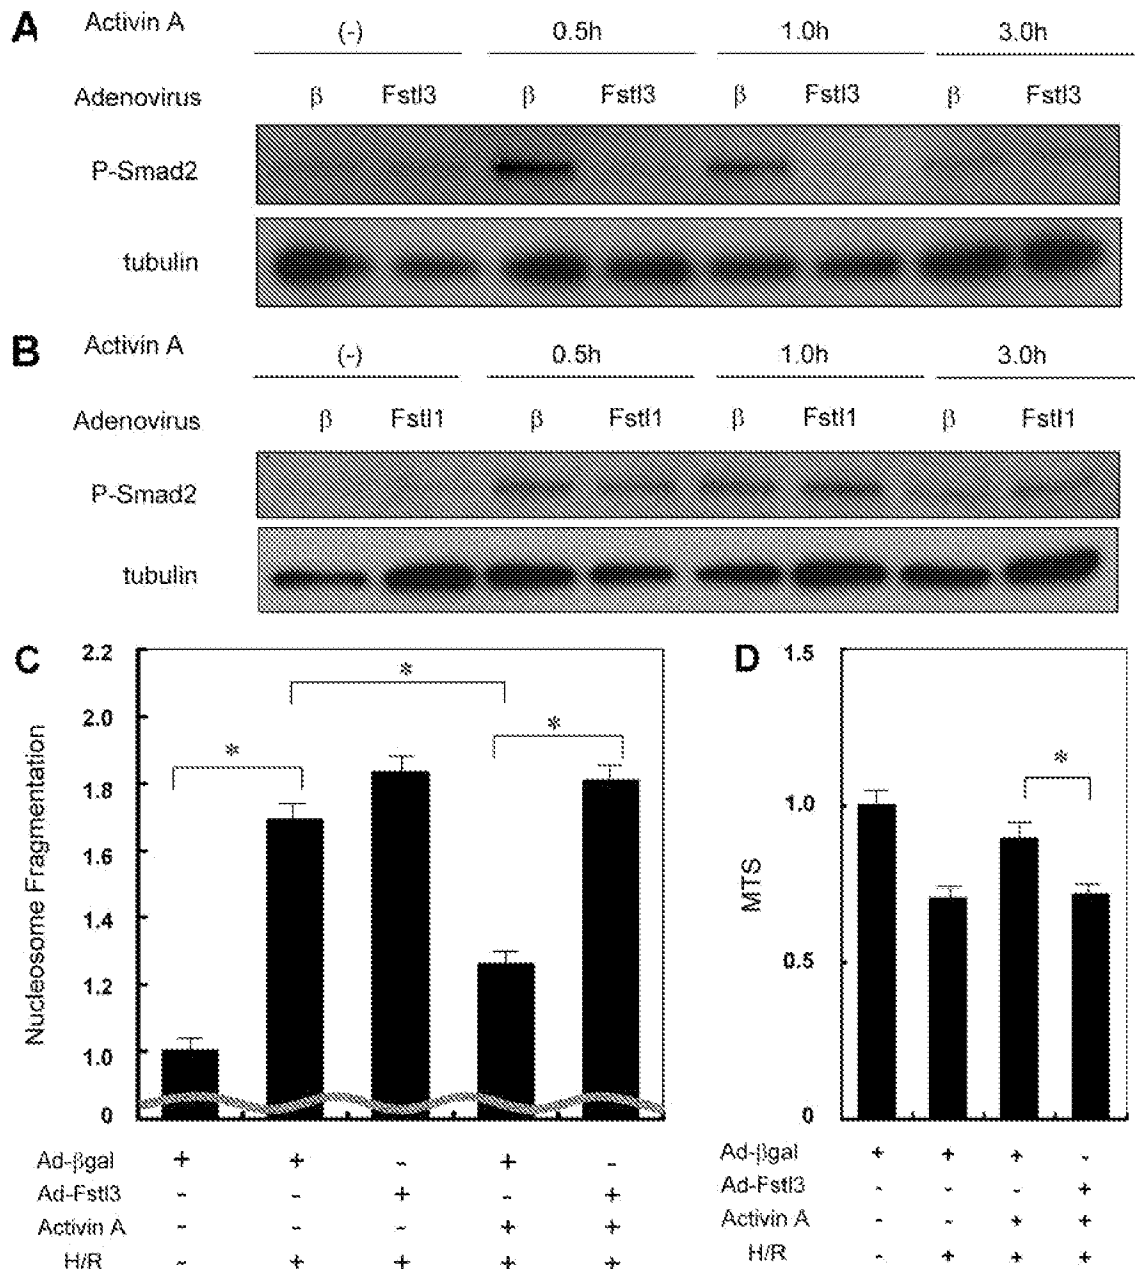 A Activin A (-) 0.5h 1.0h 3.0h
Adenovirus β Fstl3 β Fstl3 β Fstl3 β Fstl3
P-Smad2
tubulin
B Activin A (-) 0.5h 1.0h 3.0h
Adenovirus β Fstl1 β Fstl1 β Fstl1 β Fstl1
P-Smad2
tubulin
C
Nucleosome Fragmentation
2.2
2.0
1.8
1.6
1.4
1.2
1.0
0
* * *
Ad-βgal + + - + -
Ad-Fstl3 - - + - +
Activin A - - - + +
H/R - + + + +
D
MTS
1.5
1.0
0.5
0
*
Ad-βgal + + + -
Ad-Fstl3 - - - +
Activin A - - + +
H/R - + + +